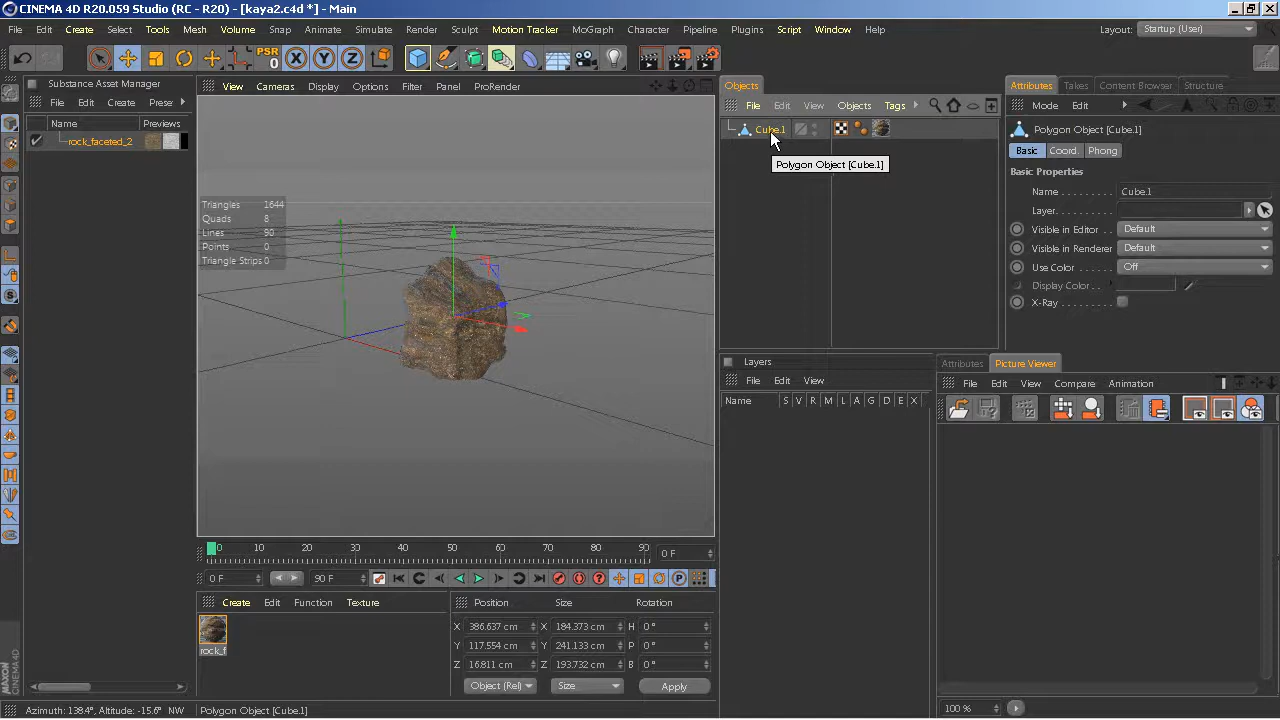 CINEMA 4D R20.059 Studio (RC - R20) - [kaya2.c4d *] - Main
File Edit Create Select Tools Mesh Volume Snap Animate Simulate Render Sculpt Motion Tracker MoGraph Character Pipeline Plugins Script Window Help Layout: Startup (User)
PSR
0
X Y Z
Substance Asset Manager
File Edit Create Prese
Name Previews
rock_faceted_2
View Cameras Display Options Filter Panel ProRender
Triangles 1644
Quads 8
Lines 90
Points 0
Triangle Strips 0
Objects
File Edit View Objects Tags
Cube.1
Polygon Object [Cube.1]
Attributes Takes Content Browser Structure
Mode Edit
Polygon Object [Cube.1]
Basic Coord. Phong
Basic Properties
Name Cube.1
Layer
Visible in Editor Default
Visible in Renderer Default
Use Color Off
Display Color
X-Ray
Layers
File Edit View
Name S V R M L A G D E X
Attributes Picture Viewer
File Edit View Compare Animation
0 10 20 30 40 50 60 70 80 90 0 F
0 F 90 F
P
Create Edit Function Texture
rock_f
Position Size Rotation
X 386.637 cm X 184.373 cm H 0 °
Y 117.554 cm Y 241.133 cm P 0 °
Z 16.811 cm Z 193.732 cm B 0 °
Object (Rel) Size Apply
100 %
MAXON CINEMA4D
Azimuth: 138.4°, Altitude: -15.6° NW Polygon Object [Cube.1]